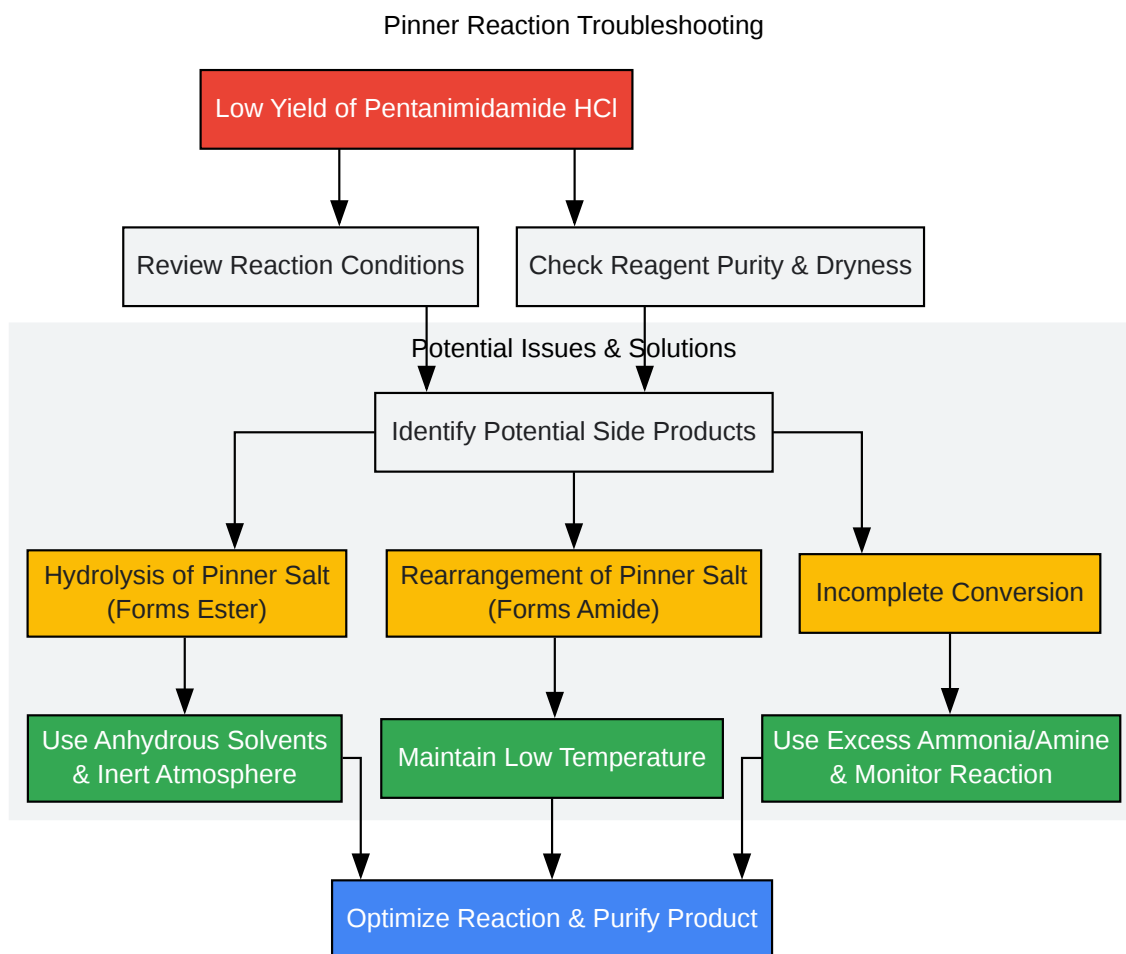 Pinner Reaction Troubleshooting
Low Yield of Pentanimidamide HCl
Review Reaction Conditions
Check Reagent Purity & Dryness
Potential Issues & Solutions
Identify Potential Side Products
Hydrolysis of Pinner Salt
(Forms Ester)
Rearrangement of Pinner Salt
(Forms Amide)
Incomplete Conversion
Use Anhydrous Solvents
& Inert Atmosphere
Maintain Low Temperature
Use Excess Ammonia/Amine
& Monitor Reaction
Optimize Reaction & Purify Product